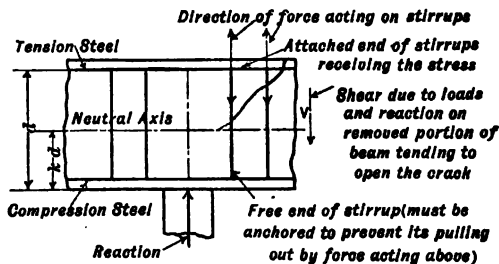 Direction of force acting on stirrups
Tension Steel
Attached end of stirrups
receiving the stress
d
Neutral Axis
V
Shear due to loads
and reaction on
removed portion of
beam tending to
open the crack
kd
Compression Steel
Reaction
Free end of stirrup(must be
anchored to prevent its pulling
out by force acting above)